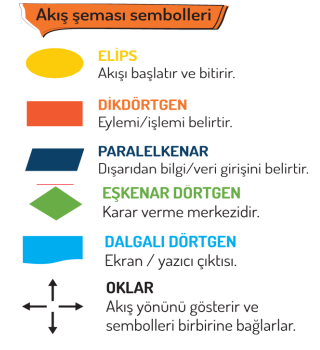 Akış şeması sembolleri
ELİPS
Akışı başlatır ve bitirir.
DİKDÖRTGEN
Eylemi/işlemi belirtir.
PARALELKENAR
Dışarıdan bilgi/veri girişini belirtir.
EŞKENAR DÖRTGEN
Karar verme merkezidir.
DALGALI DÖRTGEN
Ekran / yazıcı çıktısı.
OKLAR
Akış yönünü gösterir ve
sembolleri birbirine bağlarlar.